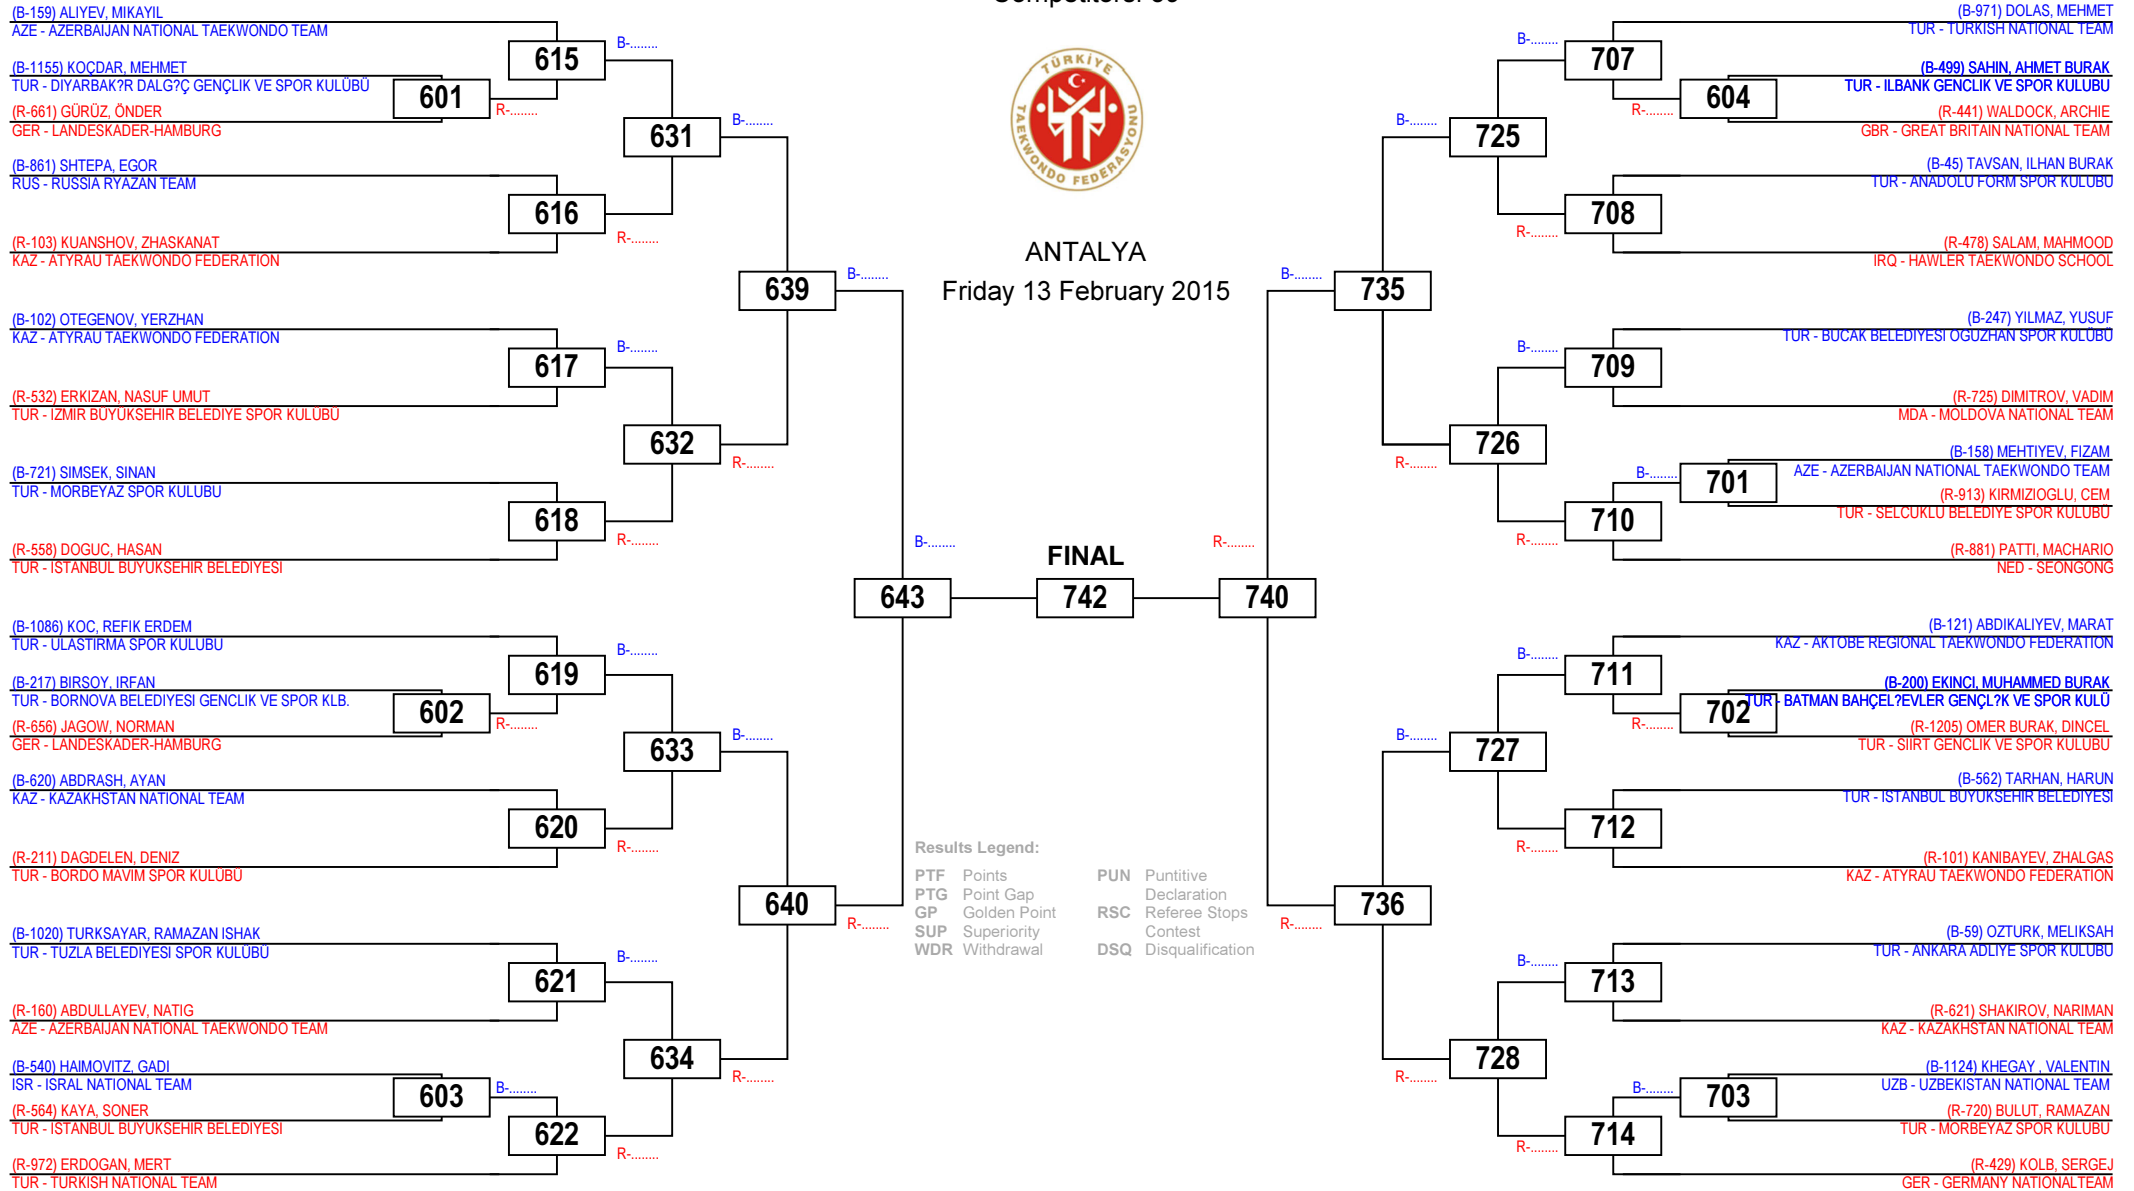 (B-159) ALIYEV, MIKAYIL
AZE - AZERBAIJAN NATIONAL TAEKWONDO TEAM
615
B-........
(B-1155) KOÇDAR, MEHMET
TUR - DIYARBAK?R DALG?Ç GENÇLIK VE SPOR KULÜBÜ
601
(R-661) GÜRÜZ, ÖNDER
GER - LANDESKADER-HAMBURG
R-........
631
B-........
(B-861) SHTEPA, EGOR
RUS - RUSSIA RYAZAN TEAM
616
(R-103) KUANSHOV, ZHASKANAT
KAZ - ATYRAU TAEKWONDO FEDERATION
R-........
639
B-........
(B-102) OTEGENOV, YERZHAN
KAZ - ATYRAU TAEKWONDO FEDERATION
617
B-........
(R-532) ERKIZAN, NASUF UMUT
TUR - IZMIR BÜYÜKSEHIR BELEDIYE SPOR KULÜBÜ
632
R-........
(B-721) SIMSEK, SINAN
TUR - MORBEYAZ SPOR KULUBU
618
(R-558) DOGUC, HASAN
TUR - ISTANBUL BUYUKSEHIR BELEDIYESI
R-........
B-........
643
(B-1086) KOC, REFIK ERDEM
TUR - ULASTIRMA SPOR KULUBU
619
B-........
(B-217) BIRSOY, IRFAN
TUR - BORNOVA BELEDIYESI GENCLIK VE SPOR KLB.
602
(R-656) JAGOW, NORMAN
GER - LANDESKADER-HAMBURG
R-........
633
B-........
(B-620) ABDRASH, AYAN
KAZ - KAZAKHSTAN NATIONAL TEAM
620
(R-211) DAGDELEN, DENIZ
TUR - BORDO MAVIM SPOR KULÜBÜ
R-........
640
R-........
(B-1020) TURKSAYAR, RAMAZAN ISHAK
TUR - TUZLA BELEDIYESI SPOR KULÜBÜ
621
B-........
(R-160) ABDULLAYEV, NATIG
AZE - AZERBAIJAN NATIONAL TAEKWONDO TEAM
634
R-........
(B-540) HAIMOVITZ, GADI
ISR - ISRAL NATIONAL TEAM
603
B-........
(R-564) KAYA, SONER
TUR - ISTANBUL BUYUKSEHIR BELEDIYESI
622
R-........
(R-972) ERDOGAN, MERT
TUR - TURKISH NATIONAL TEAM
TÜRKİYE
TAEKWONDO FEDERASYONU
ANTALYA
Friday 13 February 2015
FINAL
742
Results Legend:
PTF Points
PTG Point Gap
GP Golden Point
SUP Superiority
WDR Withdrawal
PUN Puntitive
Declaration
RSC Referee Stops
Contest
DSQ Disqualification
(B-971) DOLAS, MEHMET
TUR - TURKISH NATIONAL TEAM
B-........
707
(B-499) SAHIN, AHMET BURAK
TUR - ILBANK GENCLIK VE SPOR KULUBU
604
R-........
(R-441) WALDOCK, ARCHIE
GBR - GREAT BRITAIN NATIONAL TEAM
B-........
725
(B-45) TAVSAN, ILHAN BURAK
TUR - ANADOLU FORM SPOR KULUBU
708
R-........
(R-478) SALAM, MAHMOOD
IRQ - HAWLER TAEKWONDO SCHOOL
B-........
735
(B-247) YILMAZ, YUSUF
TUR - BUCAK BELEDIYESI OGUZHAN SPOR KULÜBÜ
B-........
709
(R-725) DIMITROV, VADIM
MDA - MOLDOVA NATIONAL TEAM
726
R-........
(B-158) MEHTIYEV, FIZAM
AZE - AZERBAIJAN NATIONAL TAEKWONDO TEAM
B-........
701
(R-913) KIRMIZIOGLU, CEM
TUR - SELCUKLU BELEDIYE SPOR KULUBÜ
710
R-........
(R-881) PATTI, MACHARIO
NED - SEONGONG
R-........
740
(B-121) ABDIKALIYEV, MARAT
KAZ - AKTOBE REGIONAL TAEKWONDO FEDERATION
B-........
711
(B-200) EKINCI, MUHAMMED BURAK
TUR - BATMAN BAHÇEL?EVLER GENÇL?K VE SPOR KULÜ
702
R-........
(R-1205) OMER BURAK, DINCEL
TUR - SIIRT GENCLIK VE SPOR KULUBU
B-........
727
(B-562) TARHAN, HARUN
TUR - ISTANBUL BUYUKSEHIR BELEDIYESI
712
R-........
(R-101) KANIBAYEV, ZHALGAS
KAZ - ATYRAU TAEKWONDO FEDERATION
R-........
736
(B-59) OZTURK, MELIKSAH
TUR - ANKARA ADLIYE SPOR KULUBU
B-........
713
(R-621) SHAKIROV, NARIMAN
KAZ - KAZAKHSTAN NATIONAL TEAM
728
R-........
(B-1124) KHEGAY , VALENTIN
UZB - UZBEKISTAN NATIONAL TEAM
B-........
703
(R-720) BULUT, RAMAZAN
TUR - MORBEYAZ SPOR KULUBU
714
R-........
(R-429) KOLB, SERGEJ
GER - GERMANY NATIONALTEAM